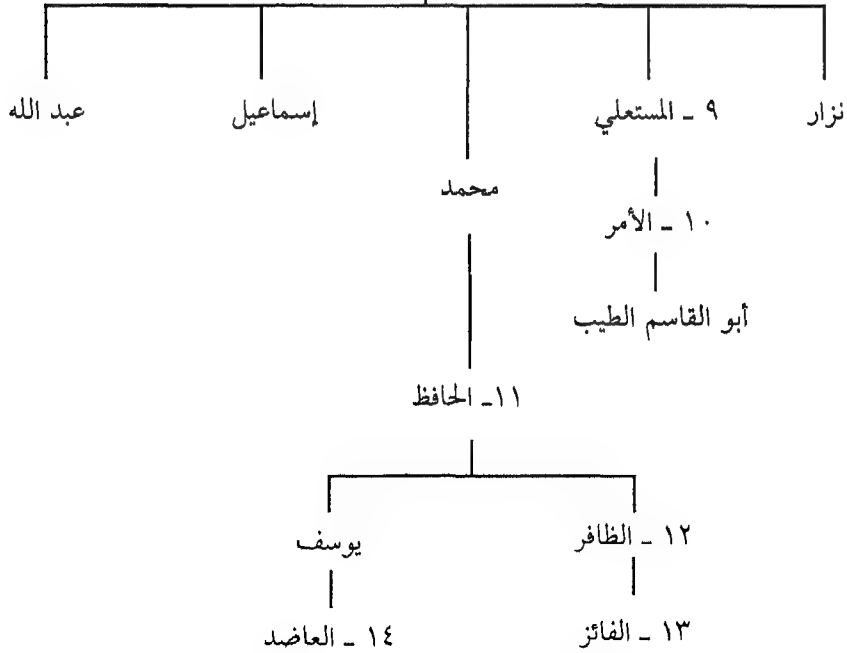 نزار ٩ ـ المستعلي إسماعيل عبد الله
محمد
١٠ ـ الأمر
أبو القاسم الطيب
١١ـ الحافظ
١٢ ـ الظافر يوسف
١٣ ـ الفائز ١٤ ـ العاضد